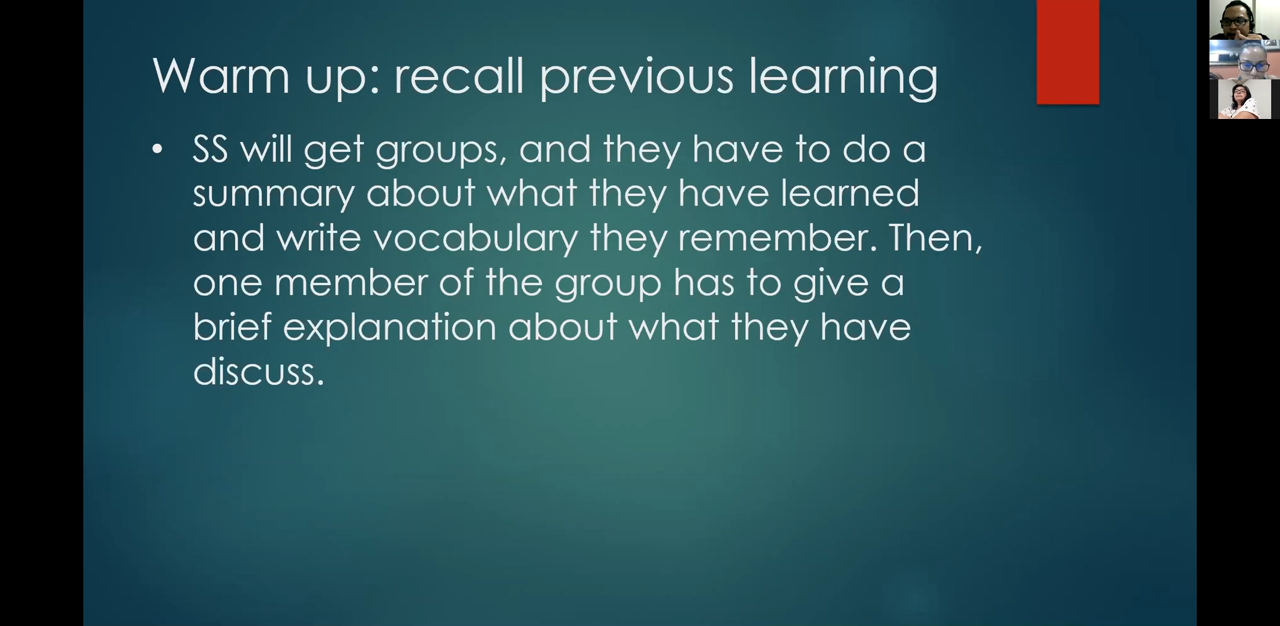 Warm up: recall previous learning
• SS will get groups, and they have to do a
summary about what they have learned
and write vocabulary they remember. Then,
one member of the group has to give a
brief explanation about what they have
discuss.